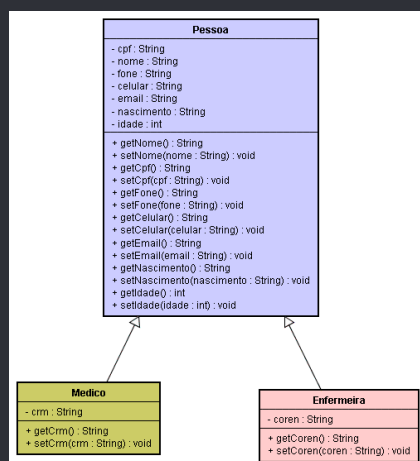 Pessoa
- cpf : String
- nome : String
- fone : String
- celular : String
- email : String
- nascimento : String
- idade : int
+ getNome() : String
+ setNome(nome : String) : void
+ getCpf() : String
+ setCpf(cpf : String) : void
+ getFone() : String
+ setFone(fone : String) : void
+ getCelular() : String
+ setCelular(celular : String) : void
+ getEmail() : String
+ setEmail(email : String) : void
+ getNascimento() : String
+ setNascimento(nascimento : String) : void
+ getIdade() : int
+ setIdade(idade : int) : void
Medico
- crm : String
+ getCrm() : String
+ setCrm(crm : String) : void
Enfermeira
- coren : String
+ getCoren() : String
+ setCoren(coren : String) : void